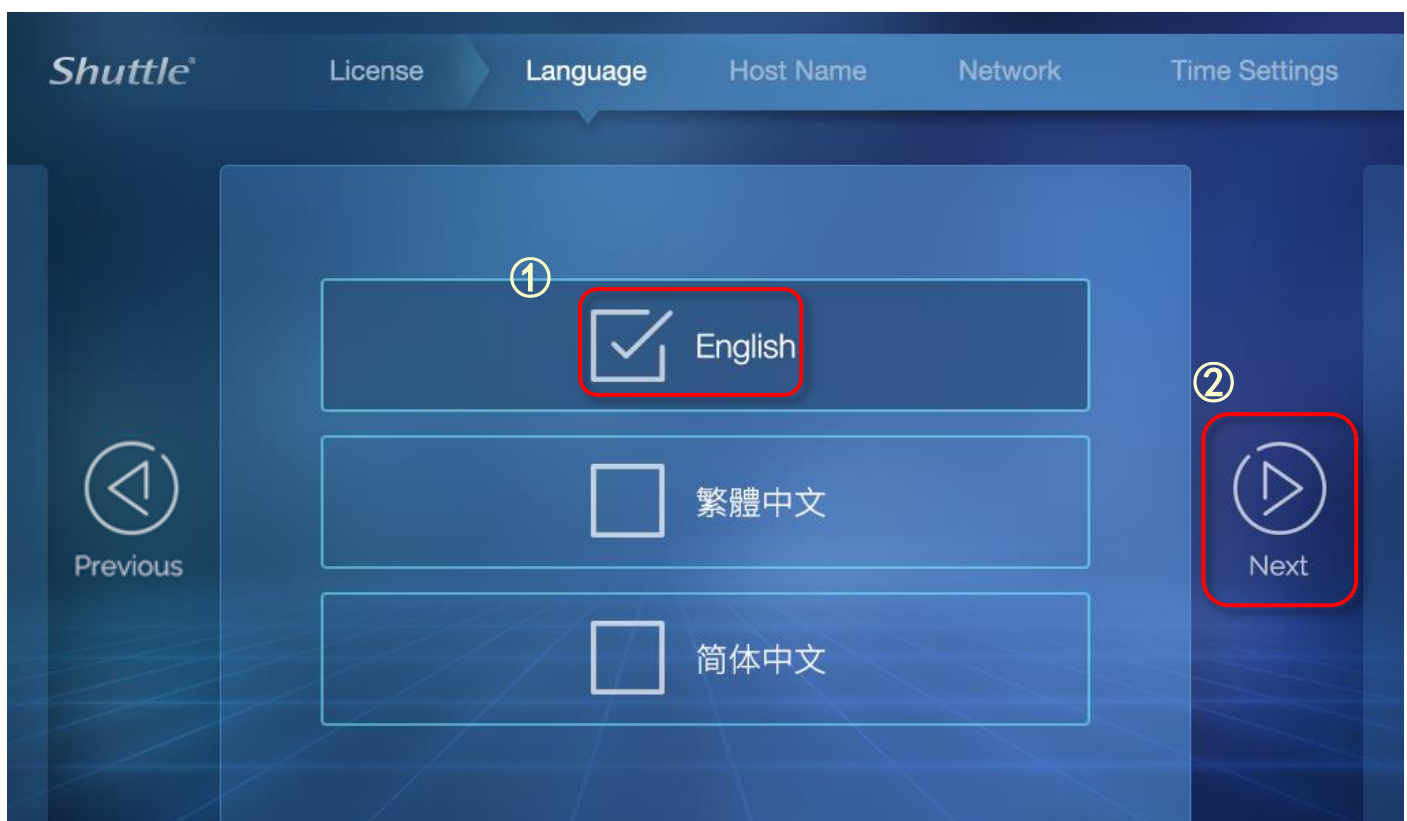 Shuttle® License Language Host Name Network Time Settings
①
English
②
繁體中文
Previous
Next
简体中文